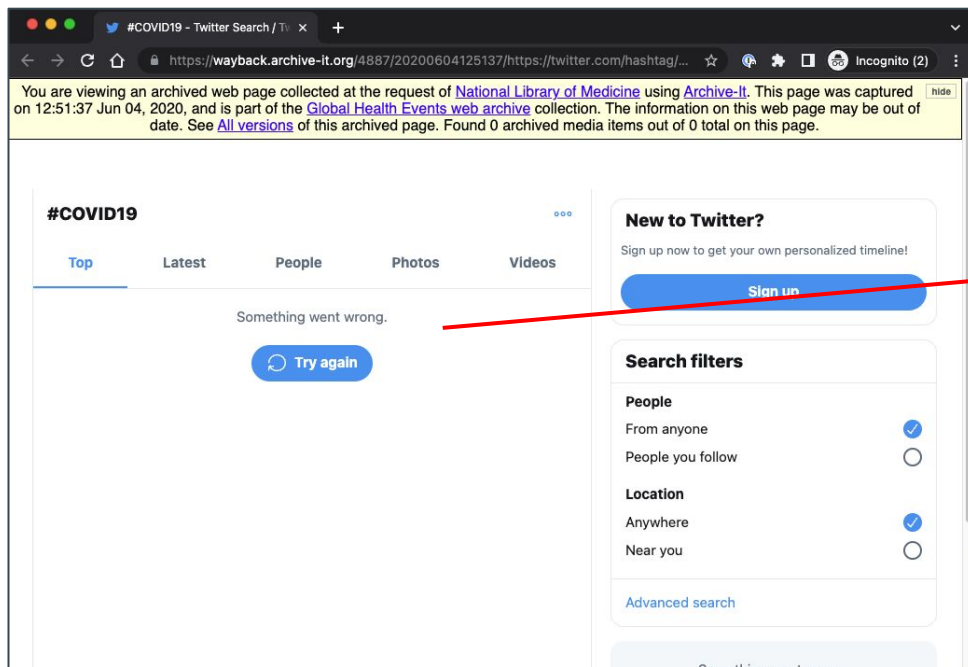 #COVID19 - Twitter Search / Tw
https://wayback.archive-it.org/4887/20200604125137/https://twitter.com/hashtag/...
Incognito (2)
You are viewing an archived web page collected at the request of National Library of Medicine using Archive-It. This page was captured
hide
on 12:51:37 Jun 04, 2020, and is part of the Global Health Events web archive collection. The information on this web page may be out of
date. See All versions of this archived page. Found 0 archived media items out of 0 total on this page.
#COVID19
Top Latest People Photos Videos
Something went wrong.
Try again
New to Twitter?
Sign up now to get your own personalized timeline!
Sign up
Search filters
People
From anyone
People you follow
Location
Anywhere
Near you
Advanced search